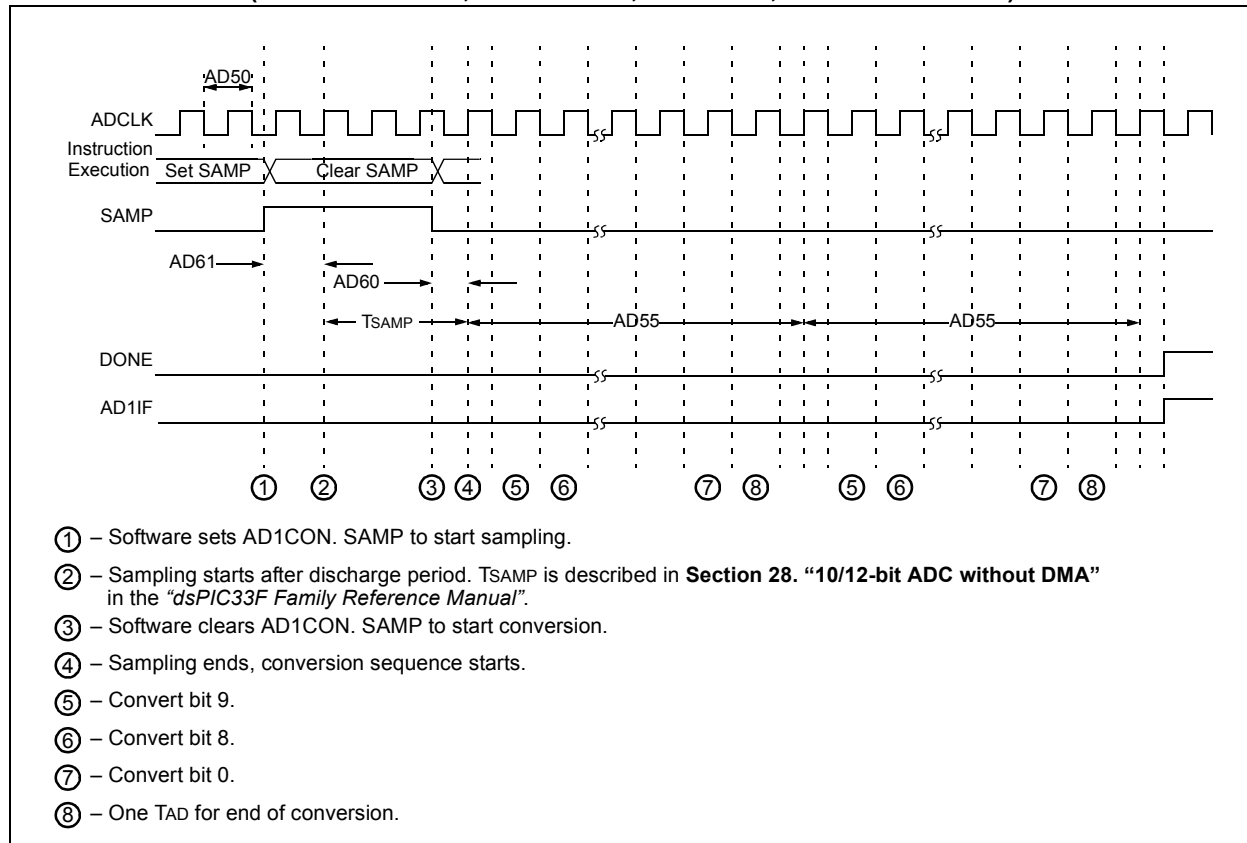 AD50
ADCLK
Instruction
Execution Set SAMP Clear SAMP
SAMP
AD61
AD60
TSAMP AD55 AD55
DONE
AD1IF
1 2 3 4 5 6 7 8 5 6 7 8
1 – Software sets AD1CON. SAMP to start sampling.
2 – Sampling starts after discharge period. TSAMP is described in Section 28. “10/12-bit ADC without DMA”
in the “dsPIC33F Family Reference Manual”.
3 – Software clears AD1CON. SAMP to start conversion.
4 – Sampling ends, conversion sequence starts.
5 – Convert bit 9.
6 – Convert bit 8.
7 – Convert bit 0.
8 – One TAD for end of conversion.